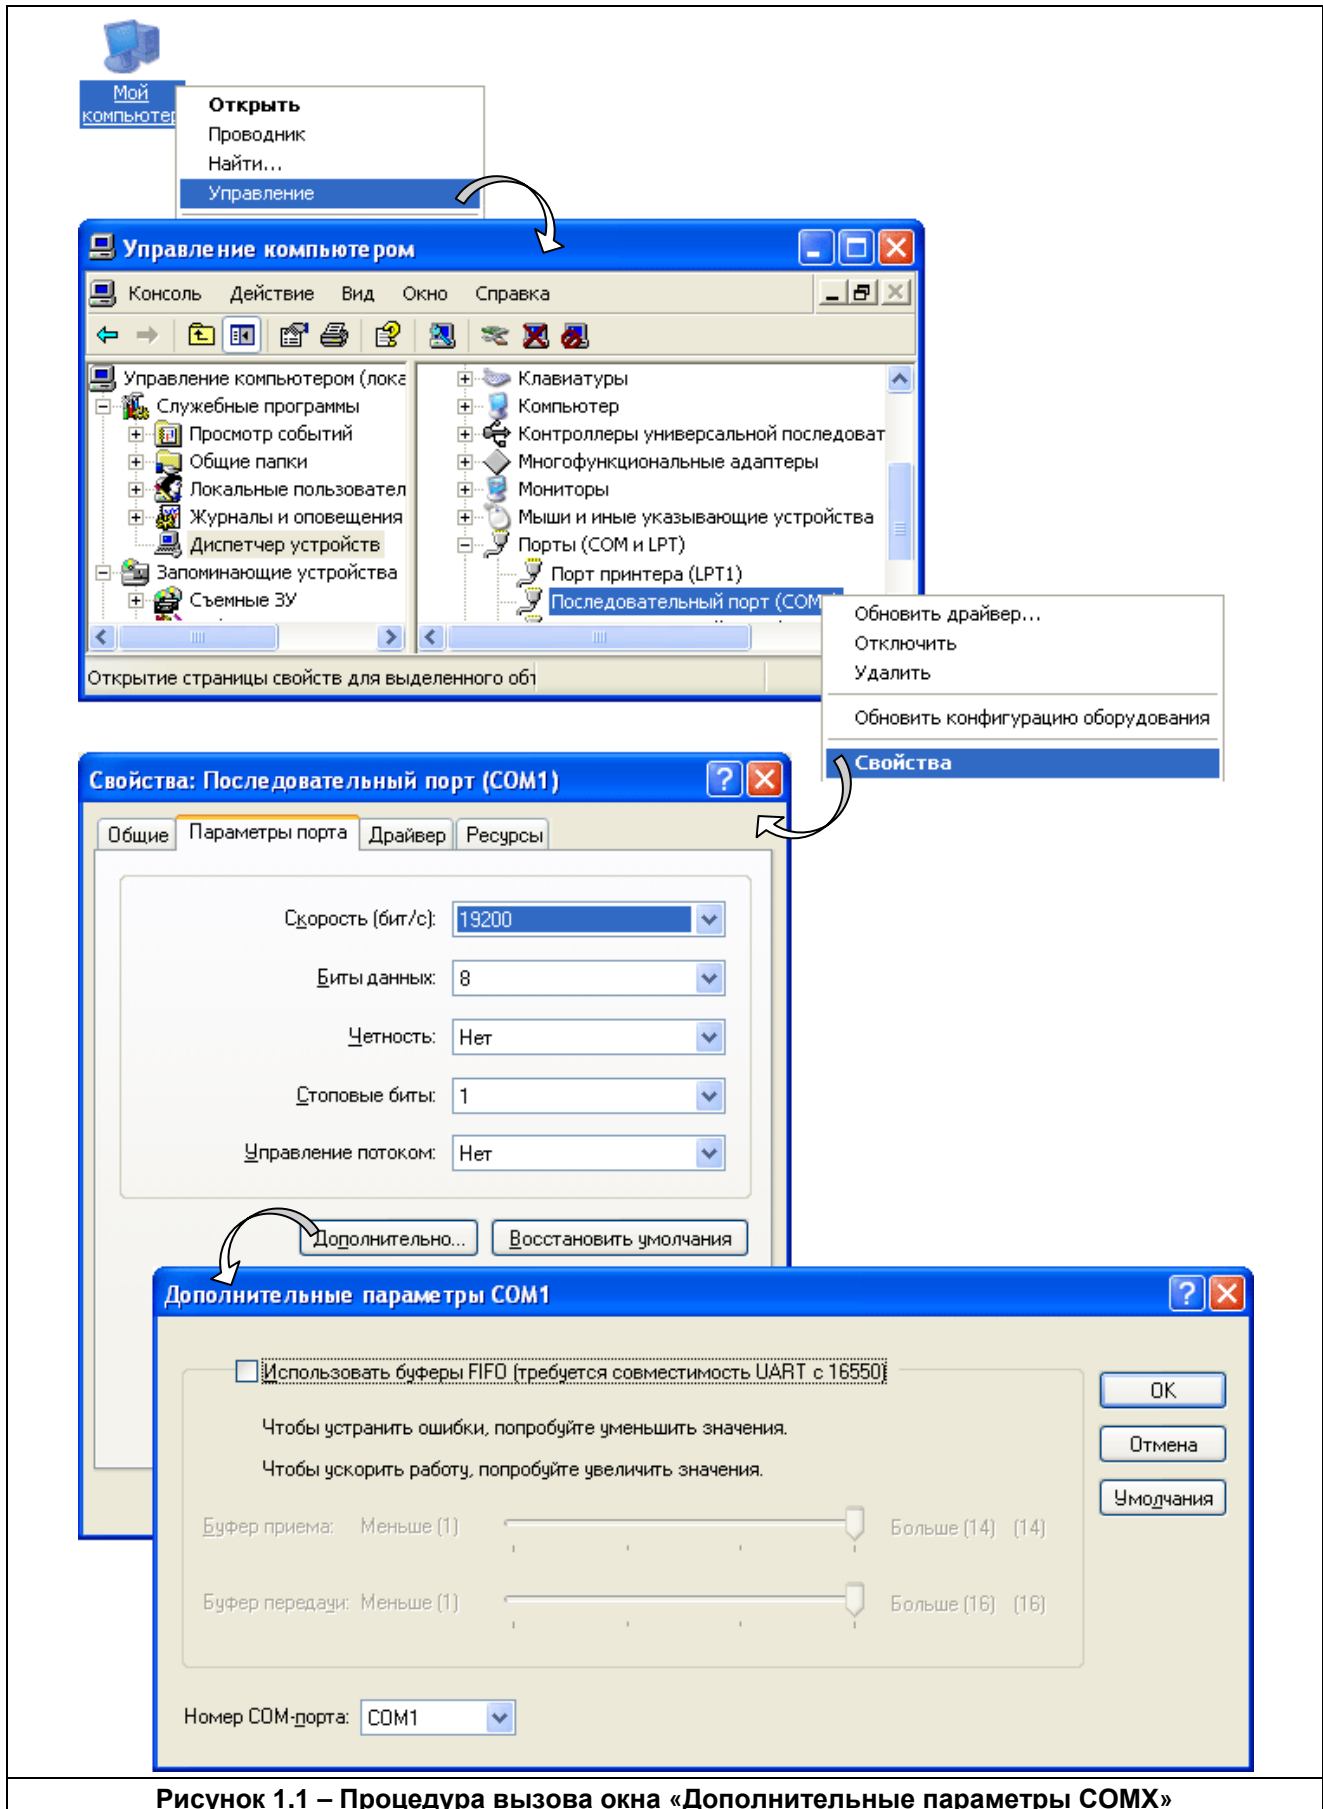 Мой
компьютер
Открыть
Проводник
Найти...
Управление
Управление компьютером
Консоль Действие Вид Окно Справка
Управление компьютером (лока
Служебные программы
Просмотр событий
Общие папки
Локальные пользовател
Журналы и оповещения
Диспетчер устройств
Запоминающие устройства
Съемные ЗУ
Клавиатуры
Компьютер
Контроллеры универсальной последоват
Многофункциональные адаптеры
Мониторы
Мыши и иные указывающие устройства
Порты (COM и LPT)
Порт принтера (LPT1)
Последовательный порт (COM
Открытие страницы свойств для выделенного об
Обновить драйвер...
Отключить
Удалить
Обновить конфигурацию оборудования
Свойства
Свойства: Последовательный порт (COM1)
Общие Параметры порта Драйвер Ресурсы
Скорость (бит/с): 19200
Биты данных: 8
Четность: Нет
Стоповые биты: 1
Управление потоком: Нет
Дополнительно... Восстановить умолчания
Дополнительные параметры COM1
Использовать буферы FIFO (требуется совместимость UART с 16550)
Чтобы устранить ошибки, попробуйте уменьшить значения.
Чтобы ускорить работу, попробуйте увеличить значения.
Буфер приема: Меньше (1) Больше (14) (14)
Буфер передачи: Меньше (1) Больше (16) (16)
OK
Отмена
Умолчания
Номер COM-порта: COM1
Рисунок 1.1 – Процедура вызова окна «Дополнительные параметры COMX»